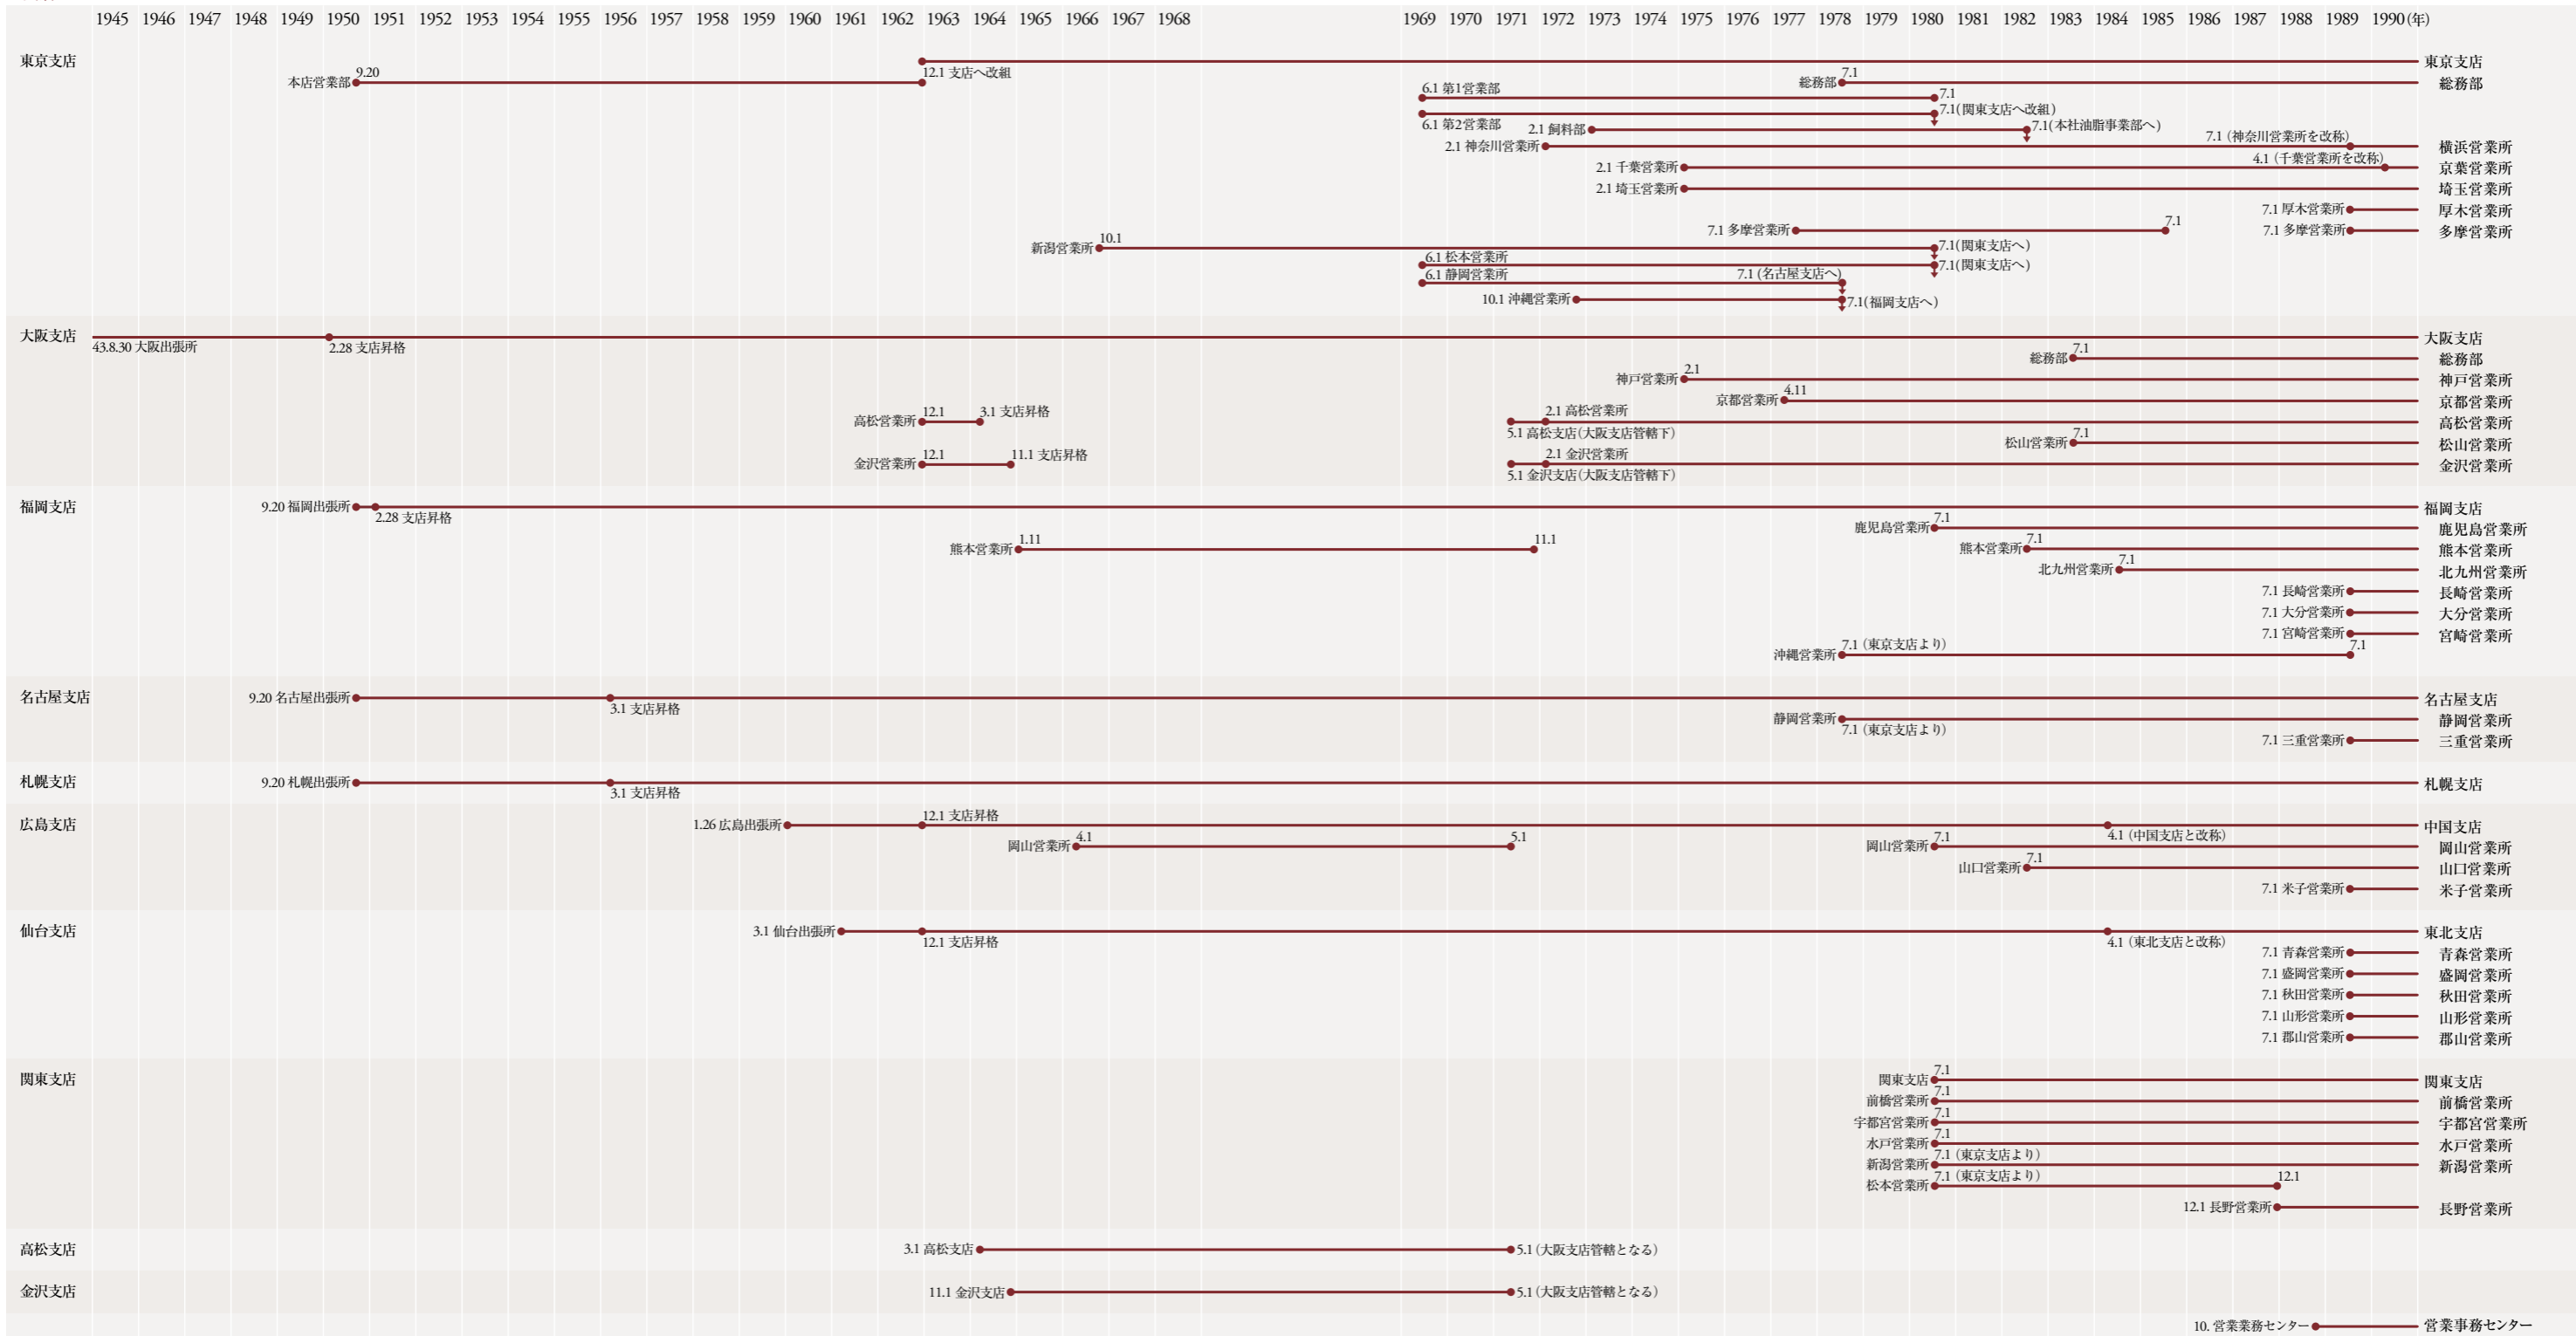 1945 1946 1947 1948 1949 1950 1951 1952 1953 1954 1955 1956 1957 1958 1959 1960 1961 1962 1963 1964 1965 1966 1967 1968 1969 1970 1971 1972 1973 1974 1975 1976 1977 1978 1979 1980 1981 1982 1983 1984 1985 1986 1987 1988 1989 1990(年)
東京支店 東京支店
本店営業部 9.20 12.1 支店へ改組 総務部 7.1 総務部
6.1 第1営業部 7.1
6.1 第2営業部 7.1(関東支店へ改組)
2.1 飼料部 7.1(本社油脂事業部へ)
2.1 神奈川営業所 7.1 (神奈川営業所を改称) 横浜営業所
2.1 千葉営業所 4.1 (千葉営業所を改称) 京葉営業所
2.1 埼玉営業所 埼玉営業所
7.1 厚木営業所 厚木営業所
7.1 多摩営業所 7.1 7.1 多摩営業所 多摩営業所
新潟営業所 10.1 7.1(関東支店へ)
6.1 松本営業所 7.1(関東支店へ)
6.1 静岡営業所 7.1 (名古屋支店へ)
10.1 沖縄営業所 7.1(福岡支店へ)
大阪支店 43.8.30 大阪出張所 2.28 支店昇格 大阪支店
総務部 7.1 総務部
神戸営業所 2.1 神戸営業所
京都営業所 4.11 京都営業所
高松営業所 12.1 3.1 支店昇格 5.1 高松支店(大阪支店管轄下) 2.1 高松営業所 高松営業所
松山営業所 7.1 松山営業所
金沢営業所 12.1 11.1 支店昇格 5.1 金沢支店(大阪支店管轄下) 2.1 金沢営業所 金沢営業所
福岡支店 9.20 福岡出張所 2.28 支店昇格 福岡支店
鹿児島営業所 7.1 鹿児島営業所
熊本営業所 1.11 11.1 熊本営業所 7.1 熊本営業所
北九州営業所 7.1 北九州営業所
7.1 長崎営業所 長崎営業所
7.1 大分営業所 大分営業所
7.1 宮崎営業所 宮崎営業所
沖縄営業所 7.1 (東京支店より) 7.1
名古屋支店 9.20 名古屋出張所 3.1 支店昇格 名古屋支店
静岡営業所 7.1 (東京支店より) 静岡営業所
7.1 三重営業所 三重営業所
札幌支店 9.20 札幌出張所 3.1 支店昇格 札幌支店
広島支店 1.26 広島出張所 12.1 支店昇格 4.1 (中国支店と改称) 中国支店
岡山営業所 4.1 5.1 岡山営業所 7.1 岡山営業所
山口営業所 7.1 山口営業所
7.1 米子営業所 米子営業所
仙台支店 3.1 仙台出張所 12.1 支店昇格 4.1 (東北支店と改称) 東北支店
7.1 青森営業所 青森営業所
7.1 盛岡営業所 盛岡営業所
7.1 秋田営業所 秋田営業所
7.1 山形営業所 山形営業所
7.1 郡山営業所 郡山営業所
関東支店 関東支店 7.1 関東支店
前橋営業所 7.1 前橋営業所
宇都宮営業所 7.1 宇都宮営業所
水戸営業所 7.1 水戸営業所
新潟営業所 7.1 (東京支店より) 新潟営業所
松本営業所 7.1 (東京支店より) 12.1
12.1 長野営業所 長野営業所
高松支店 3.1 高松支店 5.1(大阪支店管轄となる)
金沢支店 11.1 金沢支店 5.1(大阪支店管轄となる)
10. 営業業務センター 営業事務センター